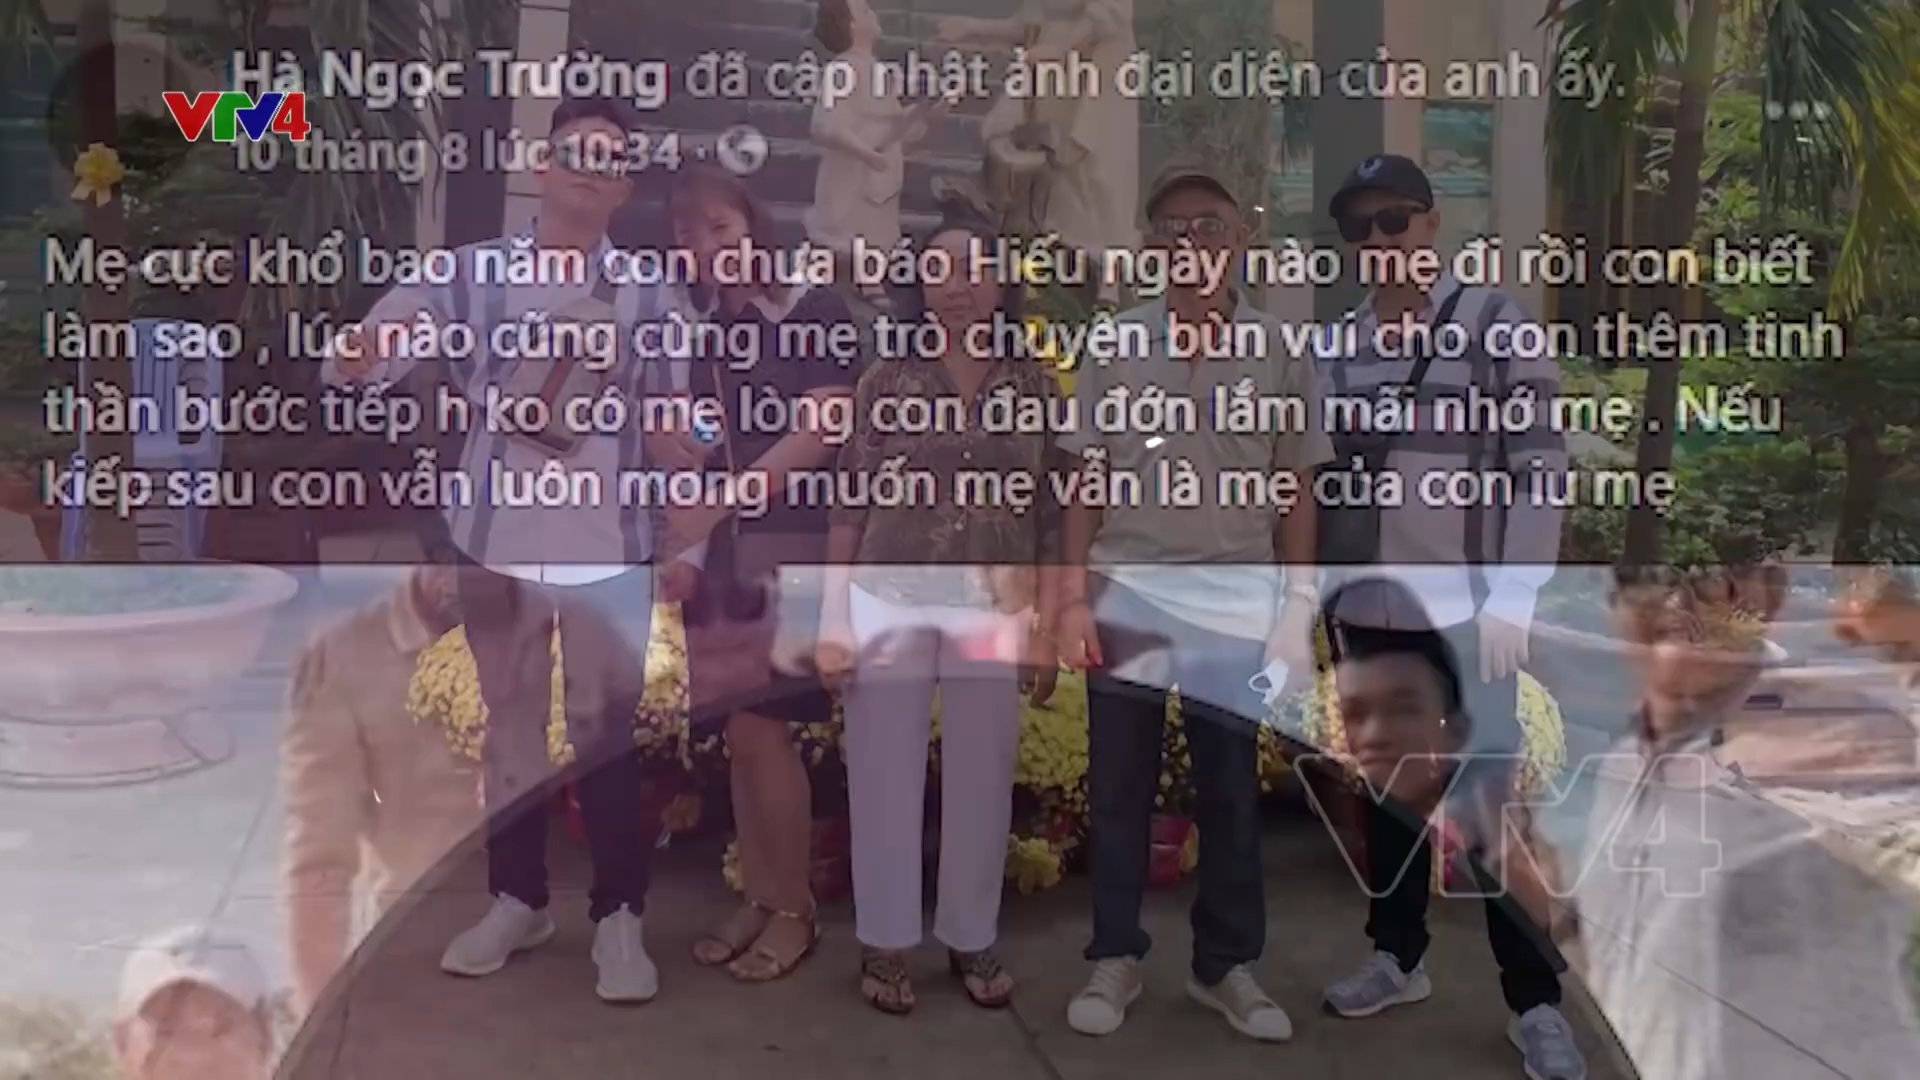 Hà Ngọc Trường đã cập nhật ảnh đại diện của anh ấy.
VTV4
10 tháng 8 lúc 10:34 ·
Mẹ cực khổ bao năm con chưa báo Hiếu ngày nào mẹ đi rồi con biết
làm sao , lúc nào cũng cùng mẹ trò chuyện bùn vui cho con thêm tinh
thần bước tiếp h ko có mẹ lòng con đau đớn lắm mãi nhớ mẹ . Nếu
kiếp sau con vẫn luôn mong muốn mẹ vẫn là mẹ của con iu mẹ
VTV4